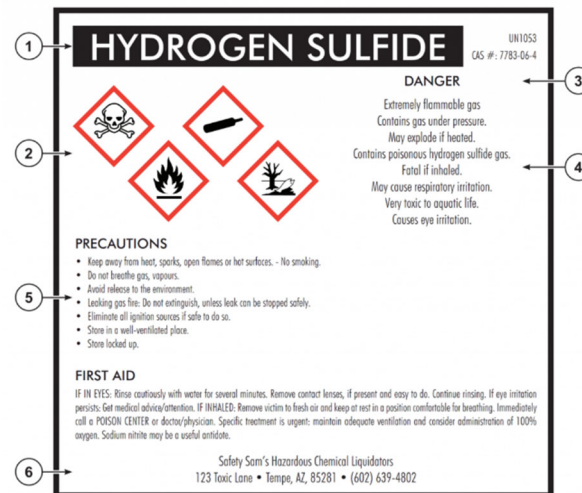 1
HYDROGEN SULFIDE
UN1053
CAS #: 7783-06-4
DANGER
3
Extremely flammable gas
Contains gas under pressure.
May explode if heated.
Contains poisonous hydrogen sulfide gas.
Fatal if inhaled.
May cause respiratory irritation.
Very toxic to aquatic life.
Causes eye irritation.
2
4
PRECAUTIONS
• Keep away from heat, sparks, open flames or hot surfaces. - No smoking.
• Do not breathe gas, vapours.
• Avoid release to the environment.
• Leaking gas fire: Do not extinguish, unless leak can be stopped safely.
• Eliminate all ignition sources if safe to do so.
• Store in a well-ventilated place.
• Store locked up.
5
FIRST AID
IF IN EYES: Rinse cautiously with water for several minutes. Remove contact lenses, if present and easy to do. Continue rinsing. If eye irritation
persists: Get medical advice/attention. IF INHALED: Remove victim to fresh air and keep at rest in a position comfortable for breathing. Immediately
call a POISON CENTER or doctor/physician. Specific treatment is urgent: maintain adequate ventilation and consider administration of 100%
oxygen. Sodium nitrite may be a useful antidote.
6
Safety Sam's Hazardous Chemical Liquidators
123 Toxic Lane • Tempe, AZ, 85281 • (602) 639-4802